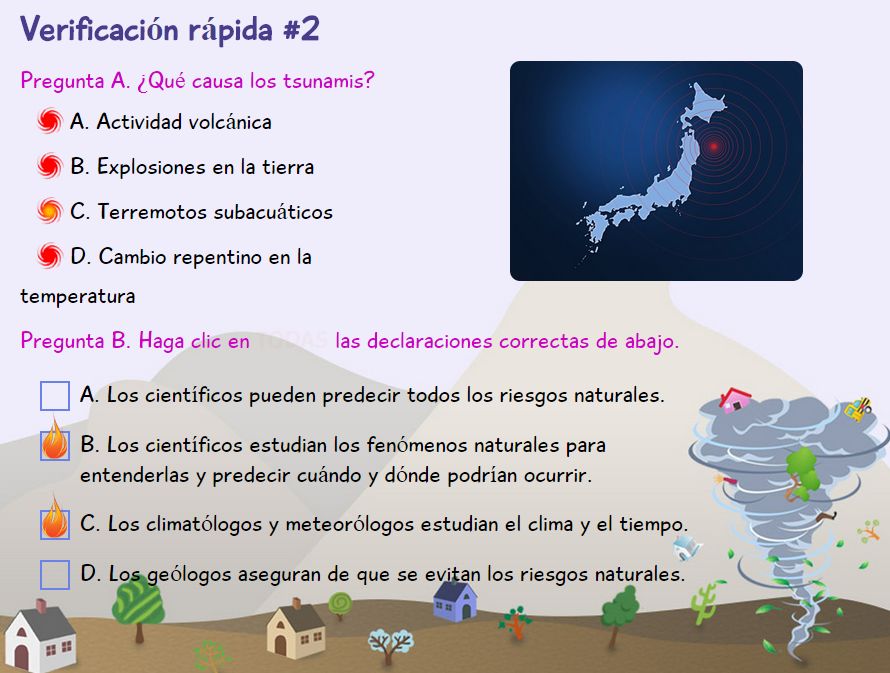 Verificación rápida #2
Pregunta A. ¿Qué causa los tsunamis?
A. Actividad volcánica
B. Explosiones en la tierra
C. Terremotos subacuáticos
D. Cambio repentino en la
temperatura
Pregunta B. Haga clic en TODAS las declaraciones correctas de abajo.
A. Los científicos pueden predecir todos los riesgos naturales.
B. Los científicos estudian los fenómenos naturales para
entenderlas y predecir cuándo y dónde podrían ocurrir.
C. Los climatólogos y meteorólogos estudian el clima y el tiempo.
D. Los geólogos aseguran de que se evitan los riesgos naturales.